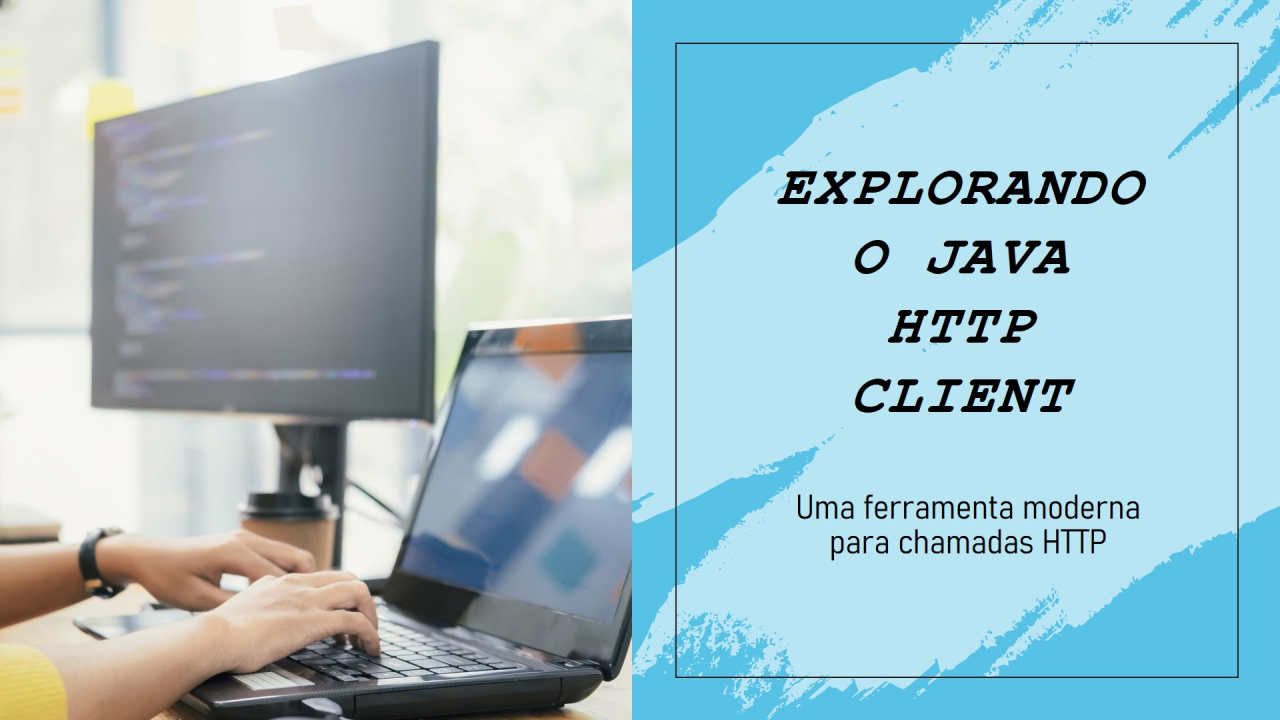 EXPLORANDO
O JAVA
HTTP
CLIENT
Uma ferramenta moderna
para chamadas HTTP